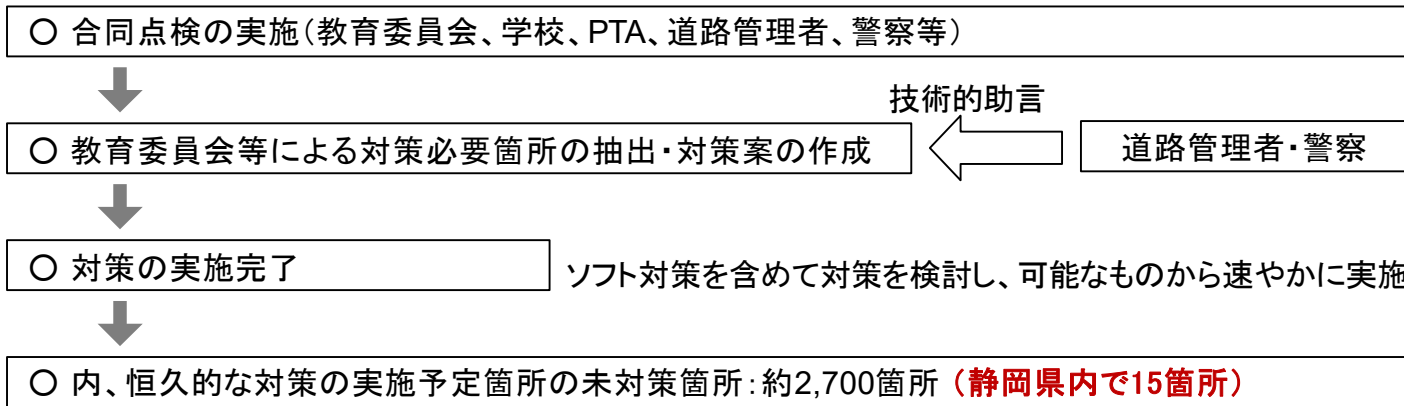 ○ 合同点検の実施（教育委員会、学校、PTA、道路管理者、警察等）
技術的助言
○ 教育委員会等による対策必要箇所の抽出・対策案の作成
道路管理者・警察
○ 対策の実施完了
ソフト対策を含めて対策を検討し、可能なものから速やかに実施
○ 内、恒久的な対策の実施予定箇所の未対策箇所：約2,700箇所（静岡県内で15箇所）